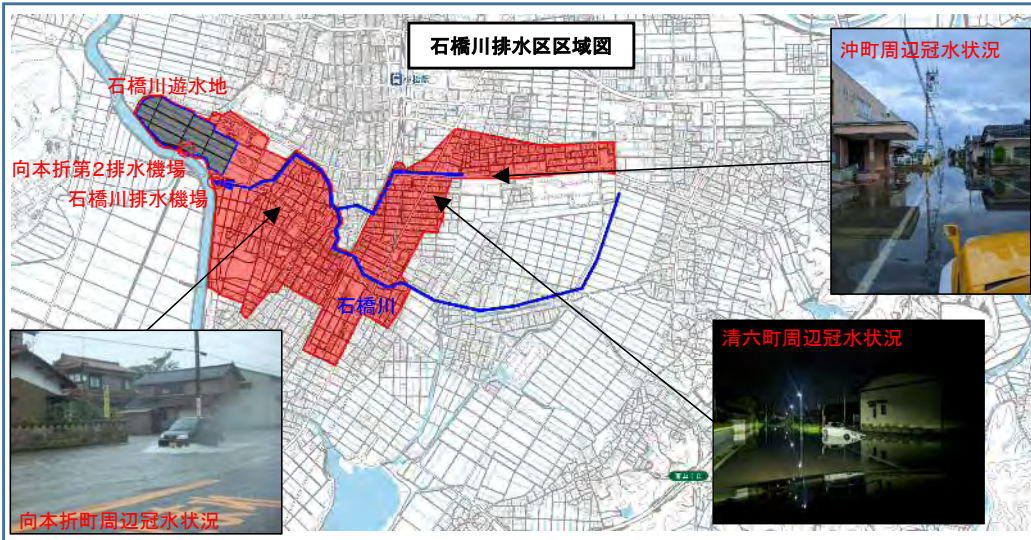 石橋川排水区区域図
沖町周辺冠水状況
石橋川遊水地
向本折第2排水機場
石橋川排水機場
石橋川
清六町周辺冠水状況
向本折町周辺冠水状況